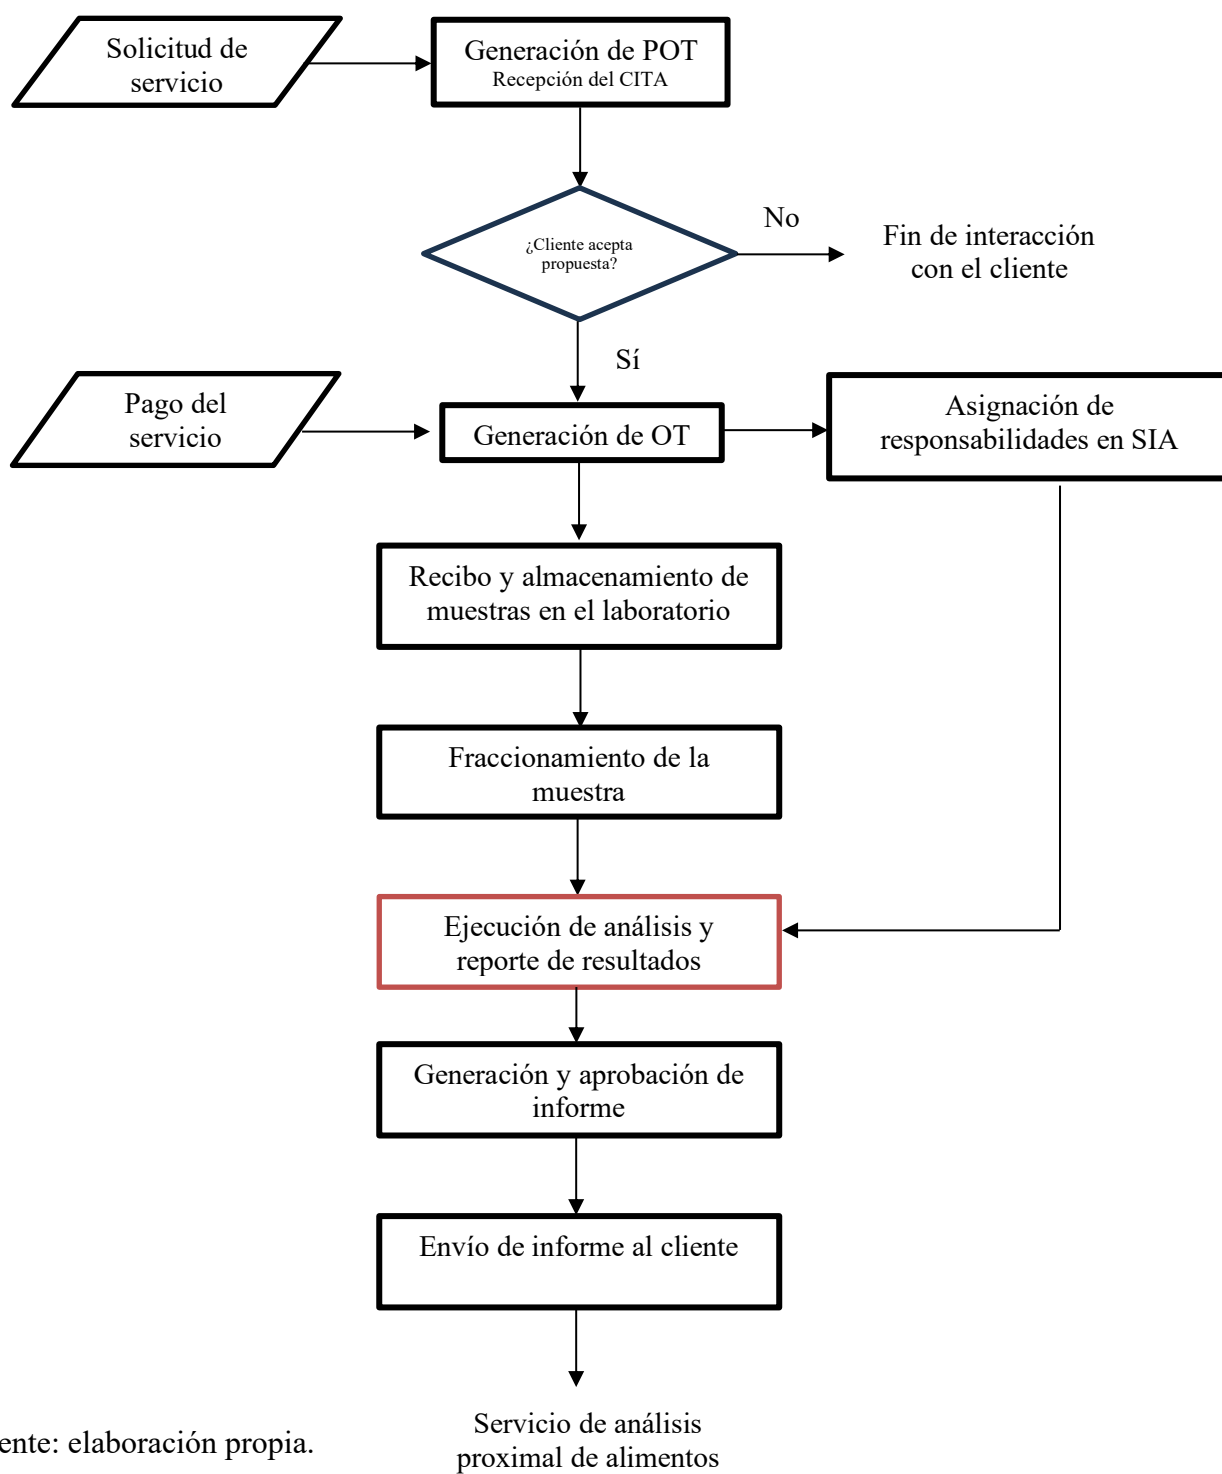 Solicitud de
servicio
Generación de POT
Recepción del CITA
¿Cliente acepta
propuesta?
No
Fin de interacción
con el cliente
Sí
Pago del
servicio
Generación de OT
Asignación de
responsabilidades en SIA
Recibo y almacenamiento de
muestras en el laboratorio
Fraccionamiento de la
muestra
Ejecución de análisis y
reporte de resultados
Generación y aprobación de
informe
Envío de informe al cliente
Servicio de análisis
proximal de alimentos
ente: elaboración propia.